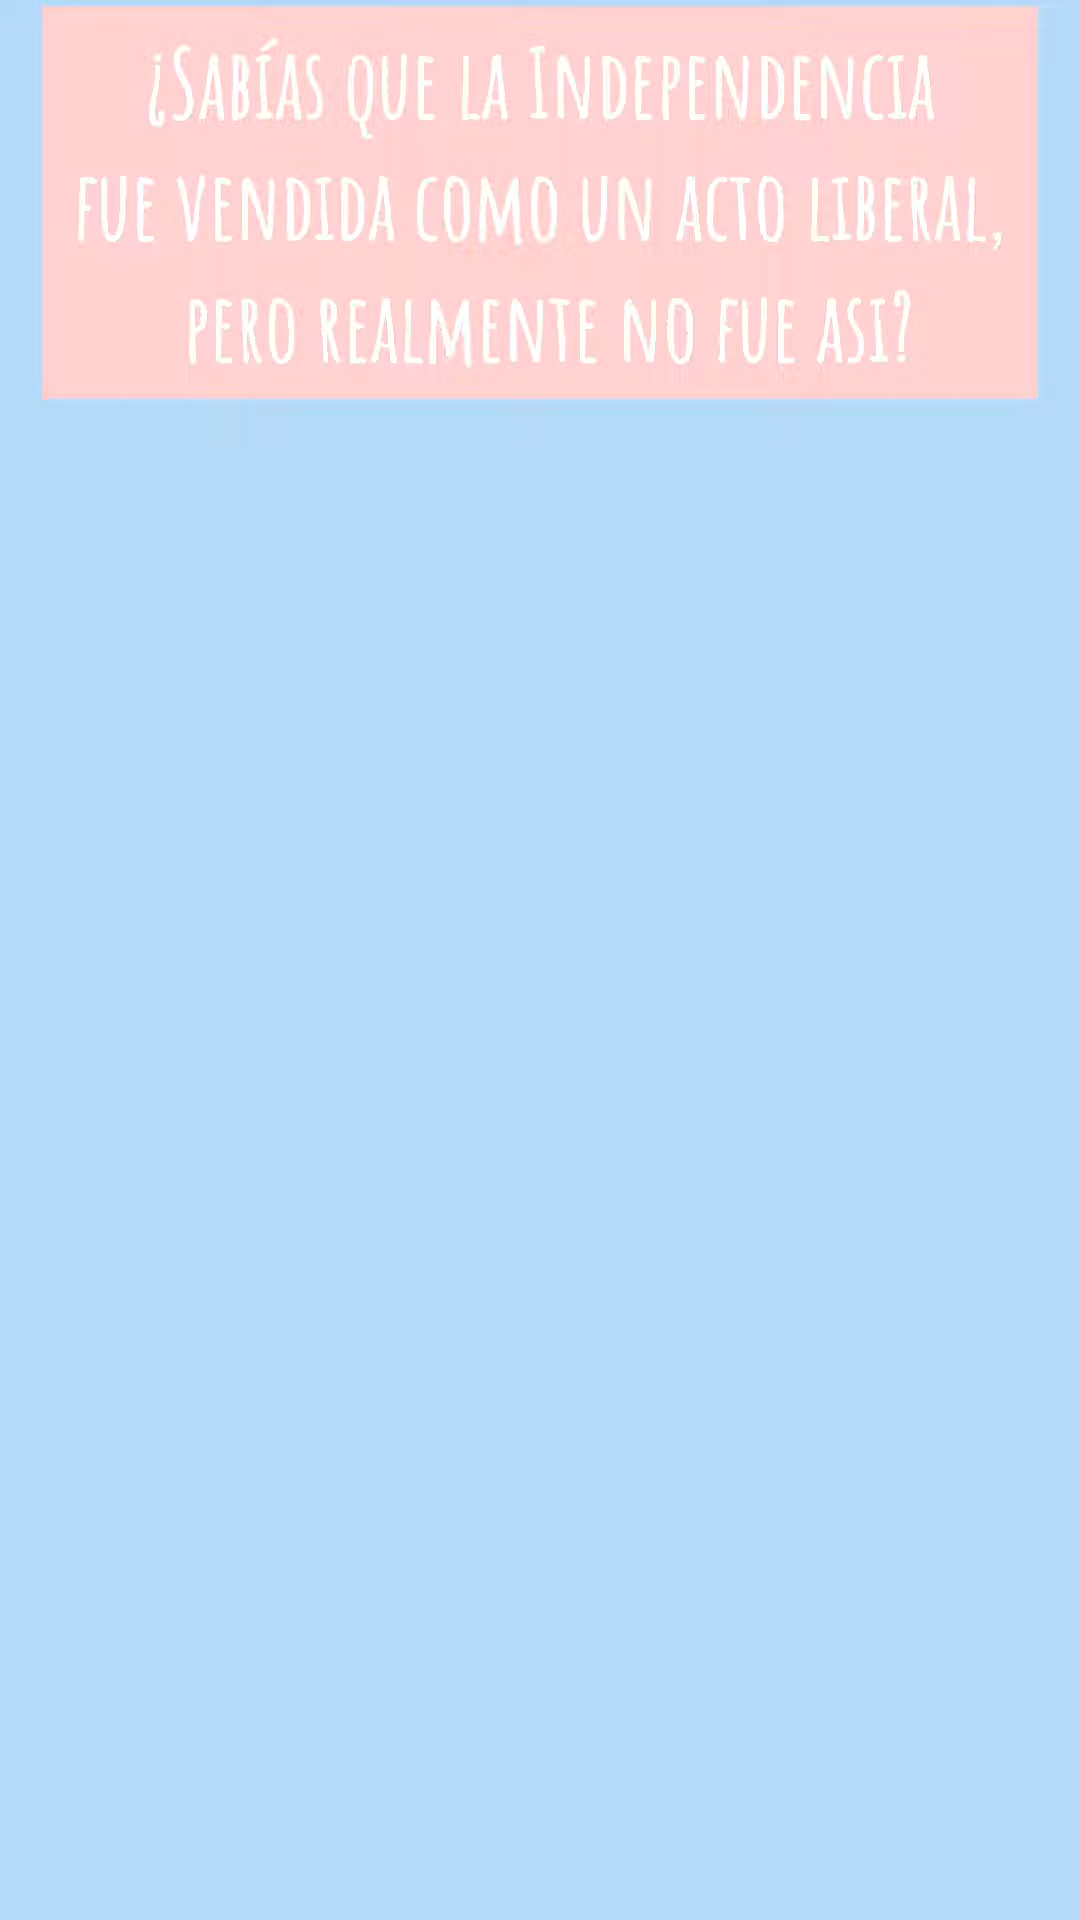 ¿Sabías que la Independencia
fue vendida como un acto liberal,
pero realmente no fue asi?